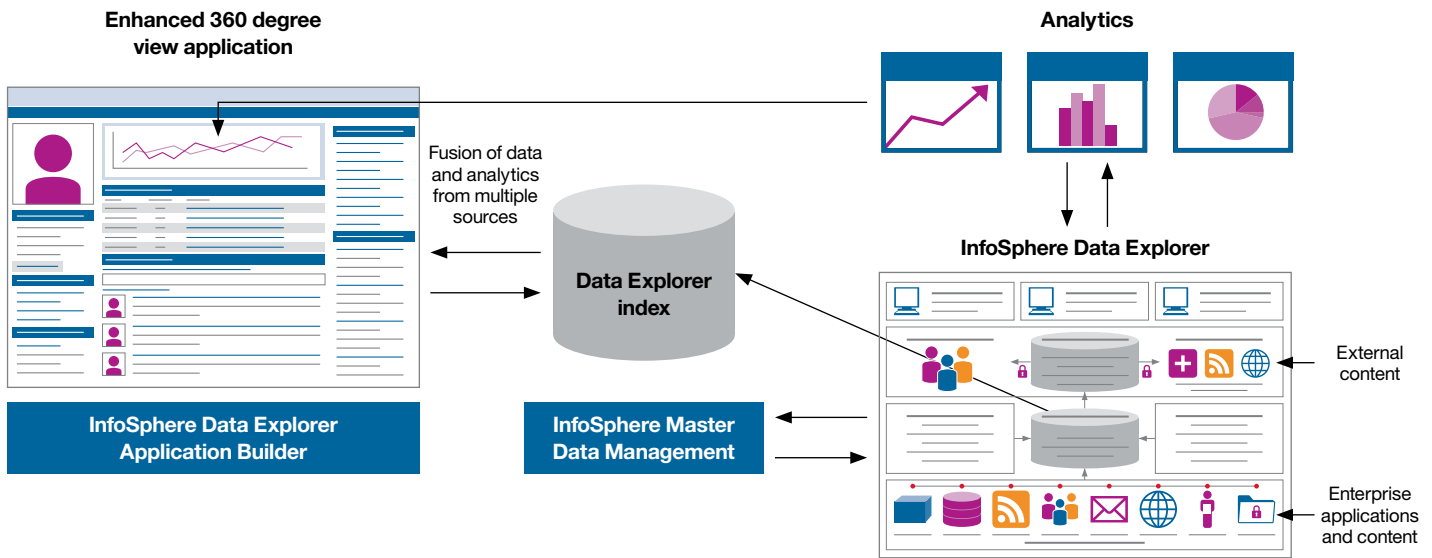 Enhanced 360 degree
view application
Analytics
Fusion of data
and analytics
from multiple
sources
Data Explorer
index
InfoSphere Data Explorer
External
content
InfoSphere Data Explorer
Application Builder
InfoSphere Master
Data Management
Enterprise
applications
and content